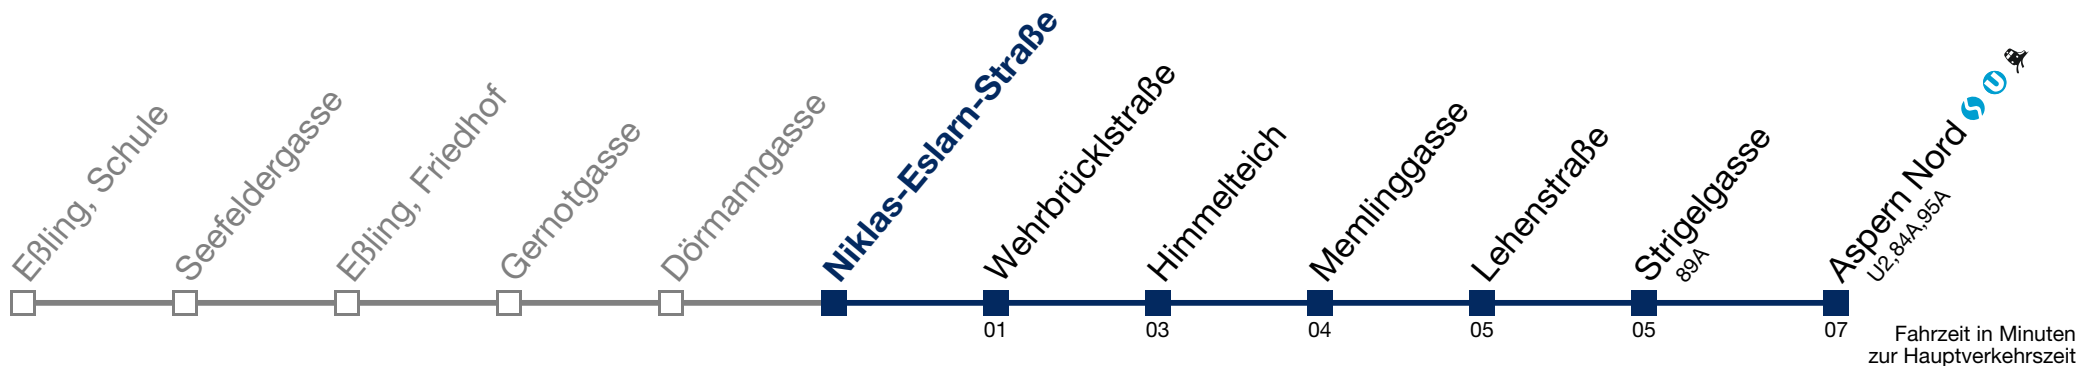 Eßling, Schule
Seefeldergasse
Eßling, Friedhof
Gernotgasse
Dörmanngasse
Niklas-Eslarn-Straße
Wehrbrücklstraße
Himmelteich
Memlinggasse
Lehenstraße
Strigelgasse
89A
Aspern Nord S U
U2,84A,95A
01
03
04
05
05
07
Fahrzeit in Minuten
zur Hauptverkehrszeit